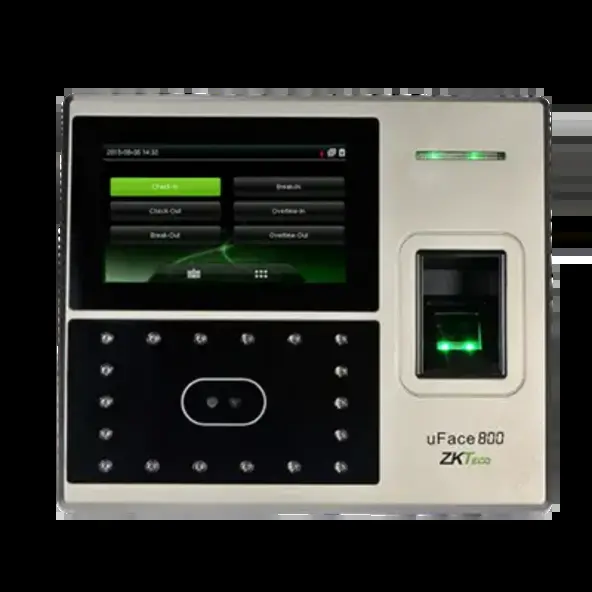 2015-08-06 14:32
Check-In
Break-In
Check-Out
Overtime-In
Break-Out
Overtime-Out
uFace800
ZKTeco